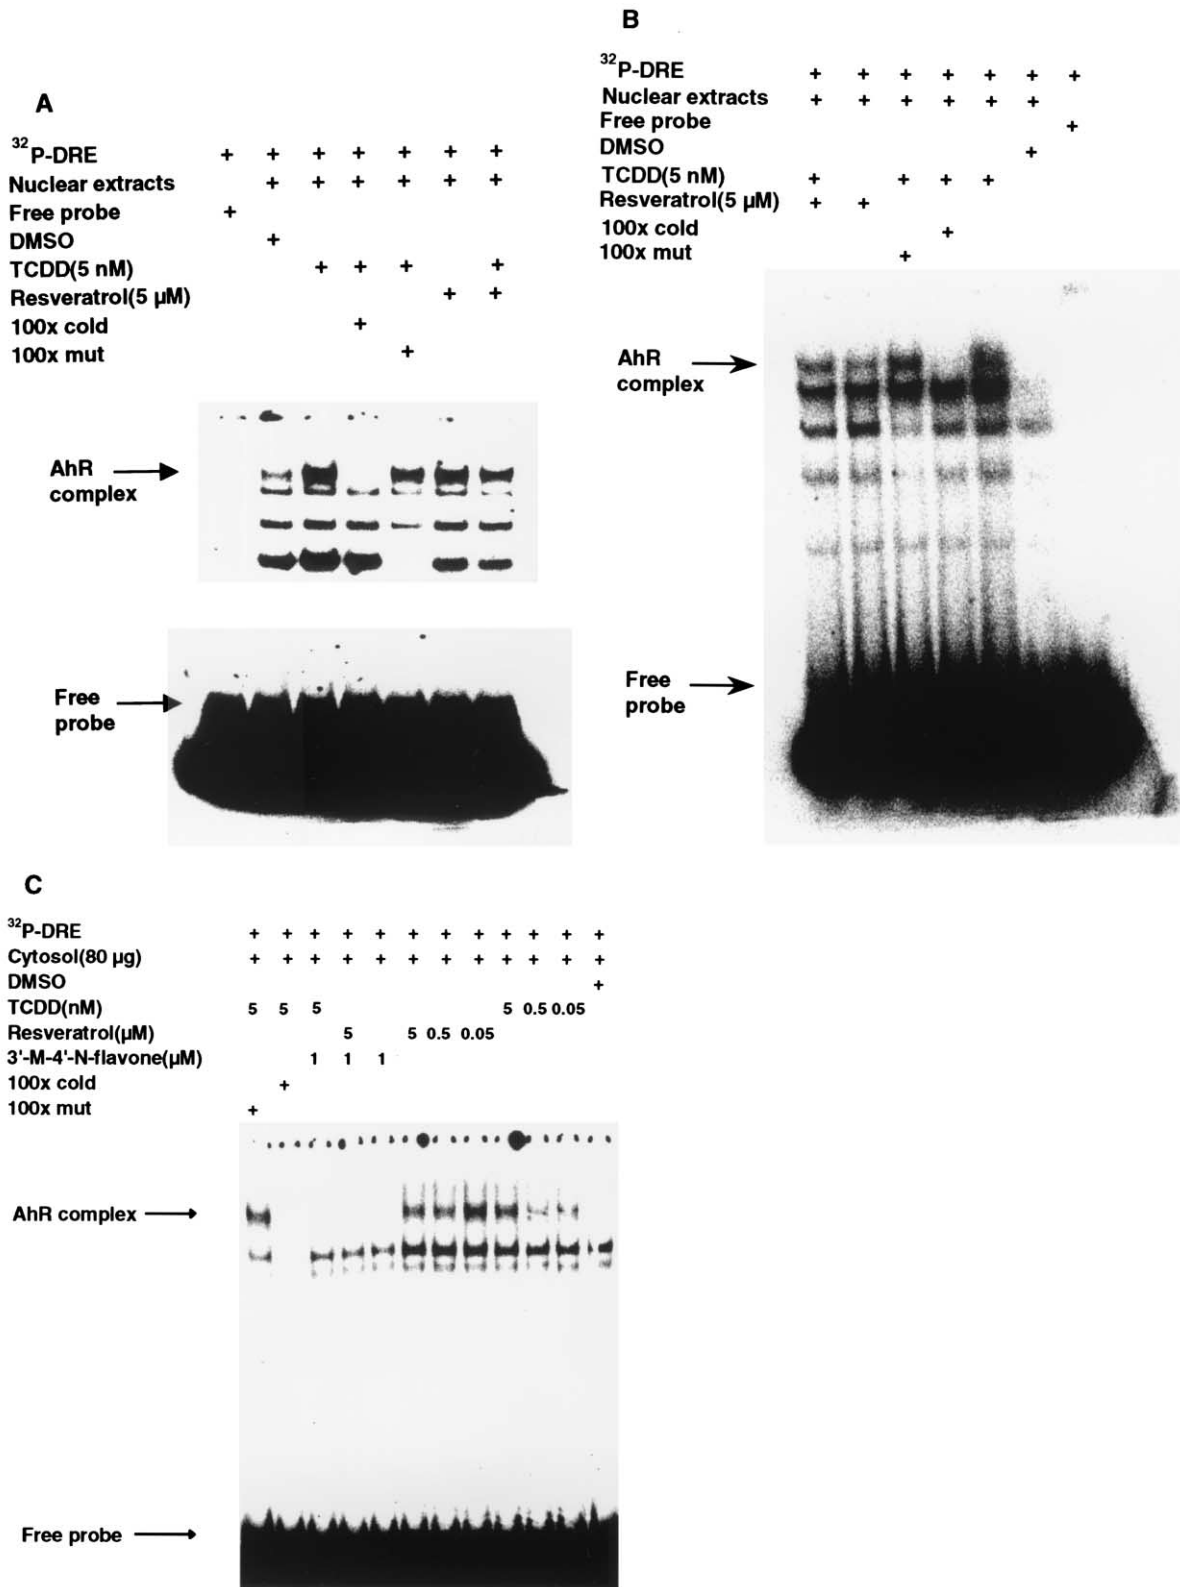 A
³²P-DRE + + + + + + +
Nuclear extracts + + + + + +
Free probe +
DMSO +
TCDD(5 nM) + + + +
Resveratrol(5 µM) + +
100x cold +
100x mut +
AhR
complex
Free
probe
B
³²P-DRE + + + + + + +
Nuclear extracts + + + + + +
Free probe +
DMSO +
TCDD(5 nM) + + + +
Resveratrol(5 µM) + +
100x cold +
100x mut +
AhR
complex
Free
probe
C
³²P-DRE + + + + + + + + + + + +
Cytosol(80 µg) + + + + + + + + + + + +
DMSO +
TCDD(nM) 5 5 5 5 0.5 0.05
Resveratrol(µM) 5 5 0.5 0.05
3'-M-4'-N-flavone(µM) 1 1 1
100x cold +
100x mut +
AhR complex
Free probe